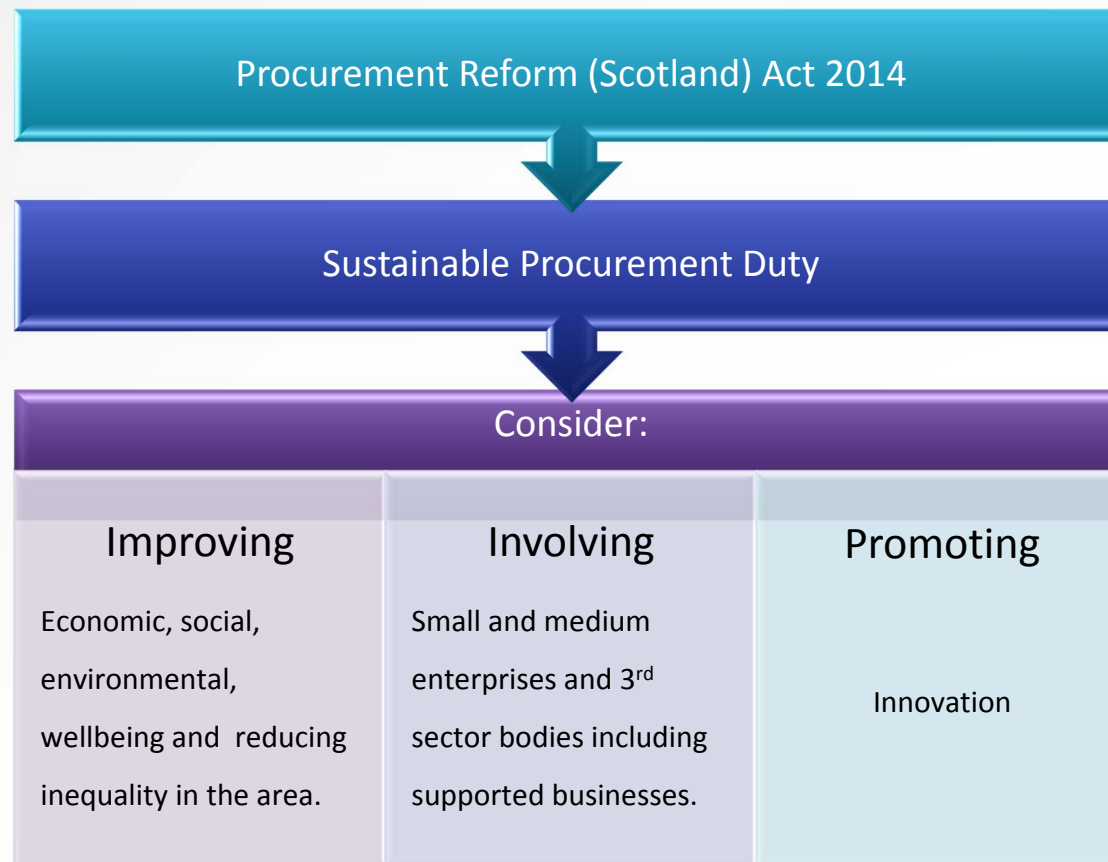 Procurement Reform (Scotland) Act 2014
Sustainable Procurement Duty
Consider:
Improving
Economic, social,
environmental,
wellbeing and  reducing
inequality in the area.
Involving
Small and medium
enterprises and 3rd
sector bodies including
supported businesses.
Promoting
Innovation